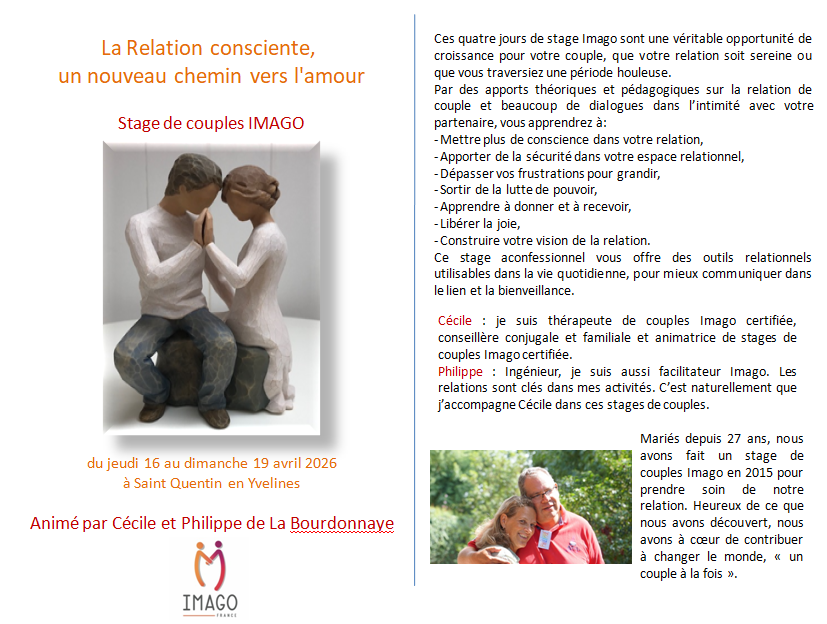 La Relation consciente,
un nouveau chemin vers l'amour
Stage de couples IMAGO
du jeudi 16 au dimanche 19 avril 2026
à Saint Quentin en Yvelines
Animé par Cécile et Philippe de La Bourdonnaye
IMAGO
FRANCE
Ces quatre jours de stage Imago sont une véritable opportunité de
croissance pour votre couple, que votre relation soit sereine ou
que vous traversiez une période houleuse.
Par des apports théoriques et pédagogiques sur la relation de
couple et beaucoup de dialogues dans l’intimité avec votre
partenaire, vous apprendrez à:
- Mettre plus de conscience dans votre relation,
- Apporter de la sécurité dans votre espace relationnel,
- Dépasser vos frustrations pour grandir,
- Sortir de la lutte de pouvoir,
- Apprendre à donner et à recevoir,
- Libérer la joie,
- Construire votre vision de la relation.
Ce stage aconfessionnel vous offre des outils relationnels
utilisables dans la vie quotidienne, pour mieux communiquer dans
le lien et la bienveillance.
Cécile : je suis thérapeute de couples Imago certifiée,
conseillère conjugale et familiale et animatrice de stages de
couples Imago certifiée.
Philippe : Ingénieur, je suis aussi facilitateur Imago. Les
relations sont clés dans mes activités. C’est naturellement que
j’accompagne Cécile dans ces stages de couples.
Mariés depuis 27 ans, nous
avons fait un stage de
couples Imago en 2015 pour
prendre soin de notre
relation. Heureux de ce que
nous avons découvert, nous
avons à cœur de contribuer
à changer le monde, « un
couple à la fois ».